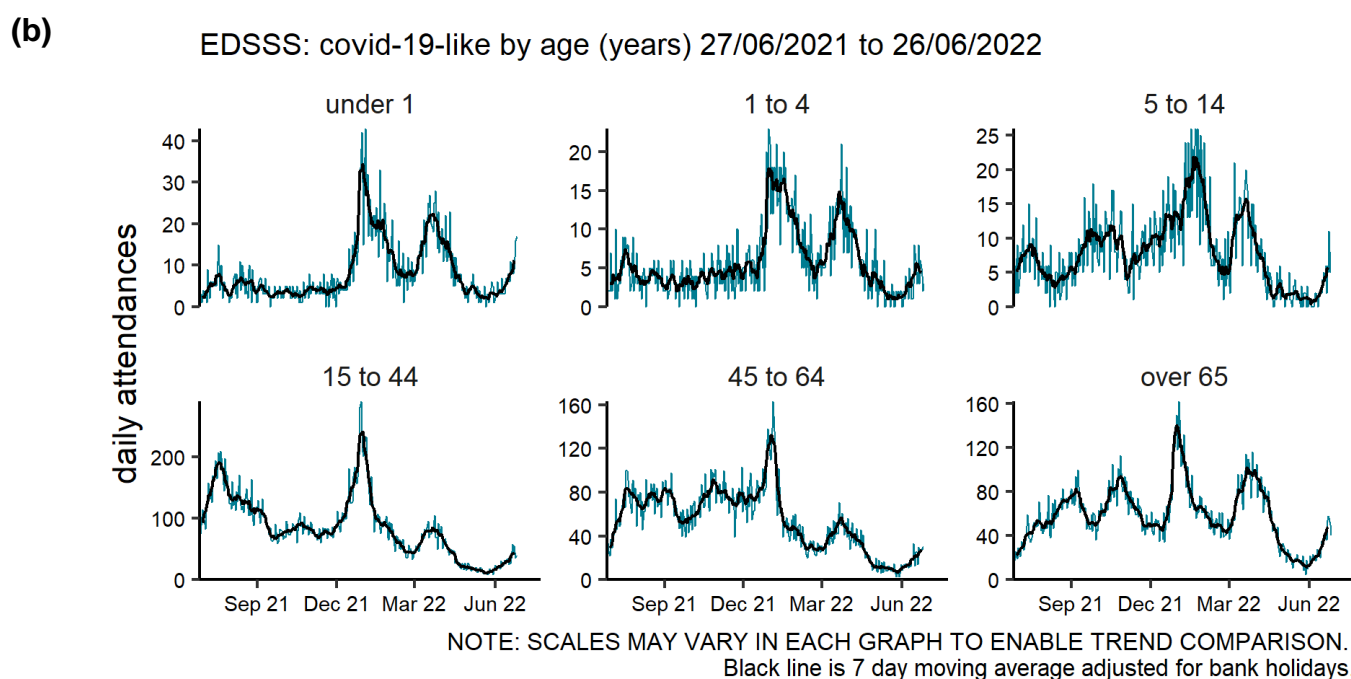 (b)
EDSSS: covid-19-like by age (years) 27/06/2021 to 26/06/2022
daily attendances
under 1
40
30
20
10
0
1 to 4
20
15
10
5
0
5 to 14
25
20
15
10
5
0
15 to 44
200
100
0
Sep 21 Dec 21 Mar 22 Jun 22
45 to 64
160
120
80
40
0
Sep 21 Dec 21 Mar 22 Jun 22
over 65
160
120
80
40
0
Sep 21 Dec 21 Mar 22 Jun 22
NOTE: SCALES MAY VARY IN EACH GRAPH TO ENABLE TREND COMPARISON.
Black line is 7 day moving average adjusted for bank holidays